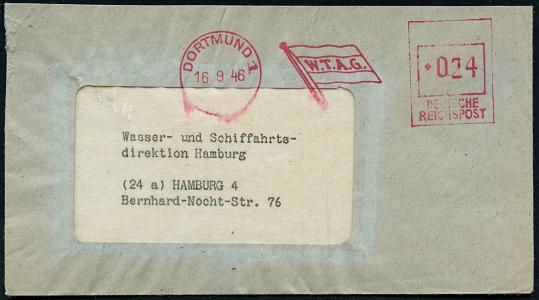 DORTMUND 1
16 9 46
W.T.A.G.
024
DEUTSCHE
REICHSPOST
Wasser- und Schiffahrts-
direktion Hamburg
(24 a) HAMBURG 4
Bernhard-Nocht-Str. 76